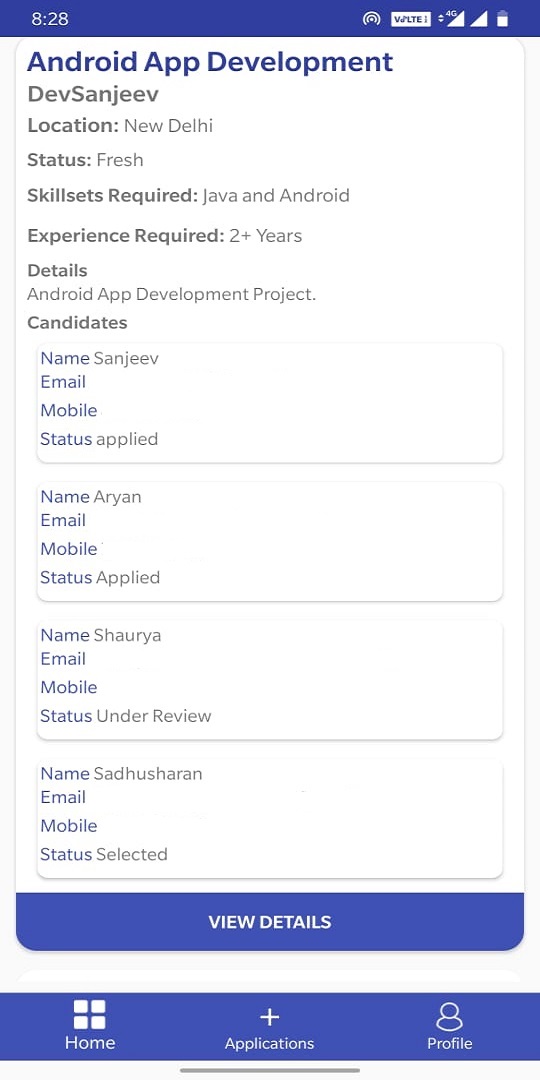 8:28
VoLTE
4G
Android App Development
DevSanjeev
Location: New Delhi
Status: Fresh
Skillsets Required: Java and Android
Experience Required: 2+ Years
Details
Android App Development Project.
Candidates
Name Sanjeev
Email
Mobile
Status applied
Name Aryan
Email
Mobile
Status Applied
Name Shaurya
Email
Mobile
Status Under Review
Name Sadhusharan
Email
Mobile
Status Selected
VIEW DETAILS
Home
Applications
Profile